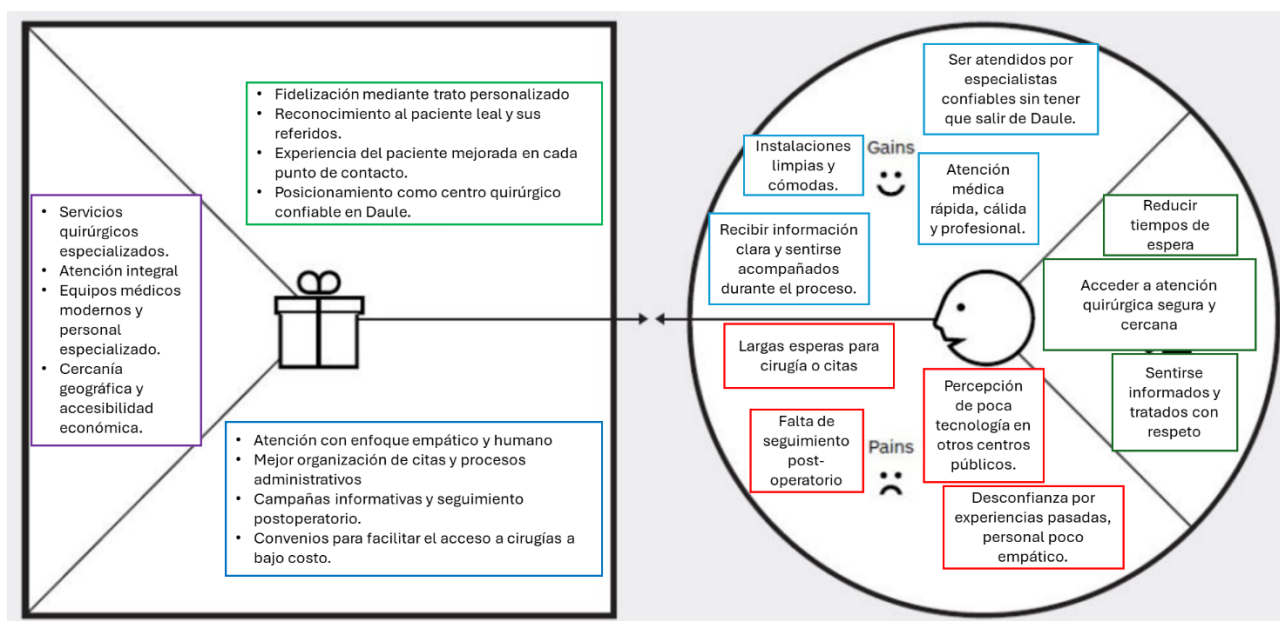 • Fidelización mediante trato personalizado
• Reconocimiento al paciente leal y sus
referidos.
• Experiencia del paciente mejorada en cada
punto de contacto.
• Posicionamiento como centro quirúrgico
confiable en Daule.
• Servicios
quirúrgicos
especializados.
• Atención integral
• Equipos médicos
modernos y
personal
especializado.
• Cercanía
geográfica y
accesibilidad
económica.
• Atención con enfoque empático y humano
• Mejor organización de citas y procesos
administrativos
• Campañas informativas y seguimiento
postoperatorio.
• Convenios para facilitar el acceso a cirugías a
bajo costo.
Ser atendidos por
especialistas
confiables sin tener
que salir de Daule.
Gains
Instalaciones
limpias y
cómodas.
Atención
médica
rápida, cálida
y profesional.
Recibir información
clara y sentirse
acompañados
durante el proceso.
Reducir
tiempos de
espera
Acceder a atención
quirúrgica segura y
cercana
Sentirse
informados y
tratados con
respeto
Largas esperas para
cirugía o citas
Percepción
de poca
tecnología en
otros centros
públicos.
Falta de
seguimiento
post-
operatorio
Pains
Desconfianza por
experiencias pasadas,
personal poco
empático.